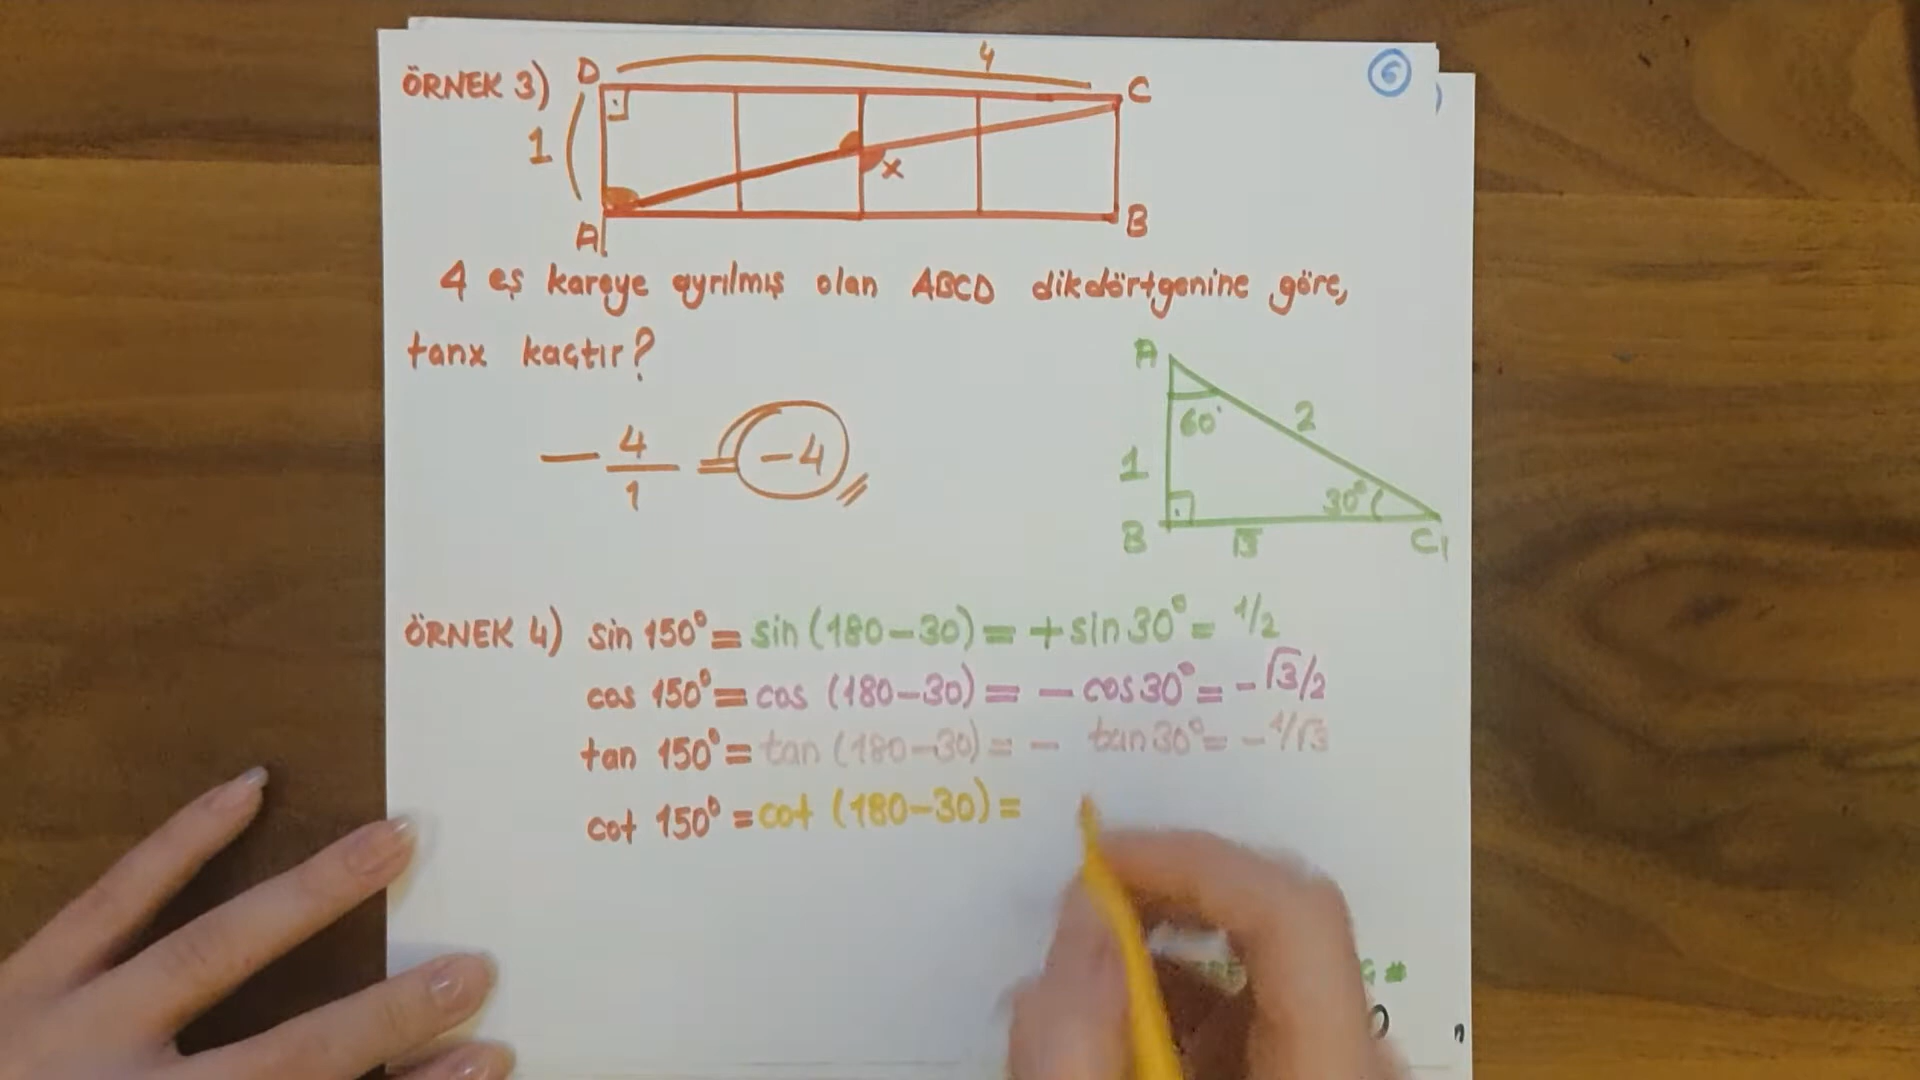 ÖRNEK 3)
D
4
C
6
1
x
A
B
4 eş kareye ayrılmış olan ABCD dikdörtgenine göre,
tanx kaçtır?
- 4/1 = -4
A
60°
2
1
30°
B
√3
C
ÖRNEK 4) sin 150° = sin (180-30) = + sin 30° = 1/2
cos 150° = cos (180-30) = - cos 30° = -√3/2
tan 150° = tan (180-30) = - tan 30° = -1/√3
cot 150° = cot (180-30) =